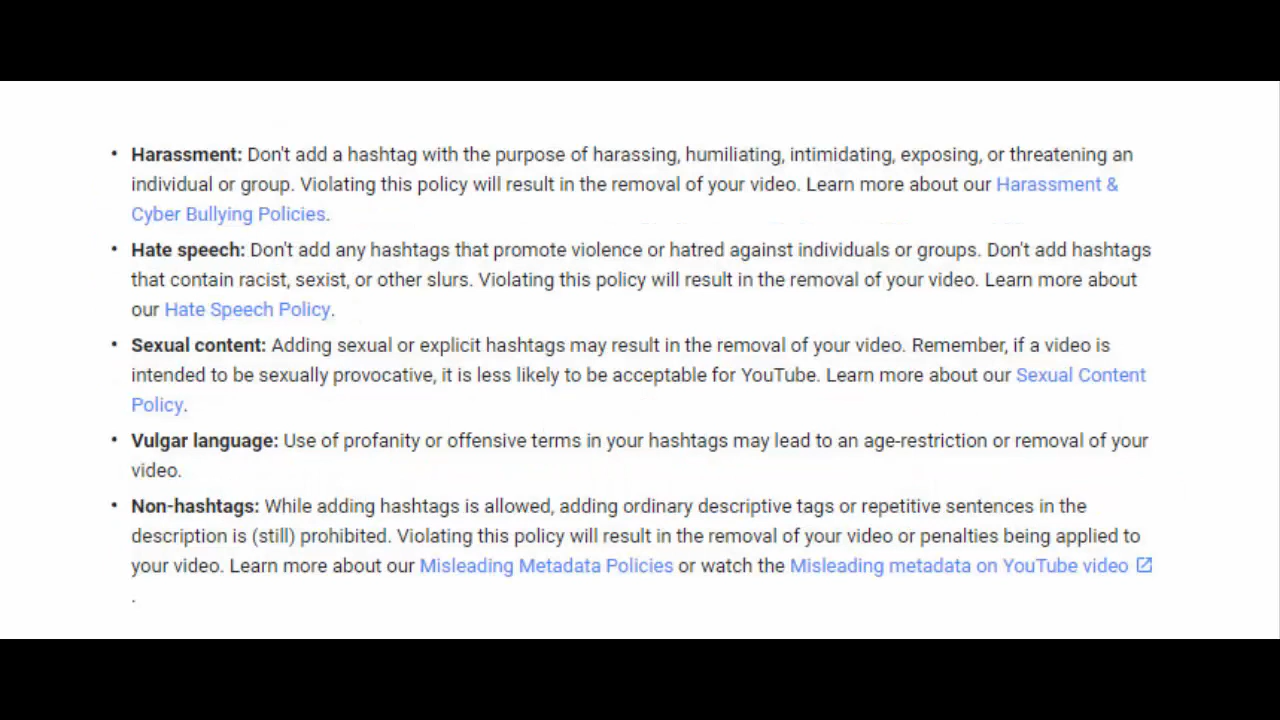 • Harassment: Don't add a hashtag with the purpose of harassing, humiliating, intimidating, exposing, or threatening an
individual or group. Violating this policy will result in the removal of your video. Learn more about our Harassment &
Cyber Bullying Policies.
• Hate speech: Don't add any hashtags that promote violence or hatred against individuals or groups. Don't add hashtags
that contain racist, sexist, or other slurs. Violating this policy will result in the removal of your video. Learn more about
our Hate Speech Policy.
• Sexual content: Adding sexual or explicit hashtags may result in the removal of your video. Remember, if a video is
intended to be sexually provocative, it is less likely to be acceptable for YouTube. Learn more about our Sexual Content
Policy.
• Vulgar language: Use of profanity or offensive terms in your hashtags may lead to an age-restriction or removal of your
video.
• Non-hashtags: While adding hashtags is allowed, adding ordinary descriptive tags or repetitive sentences in the
description is (still) prohibited. Violating this policy will result in the removal of your video or penalties being applied to
your video. Learn more about our Misleading Metadata Policies or watch the Misleading metadata on YouTube video
.